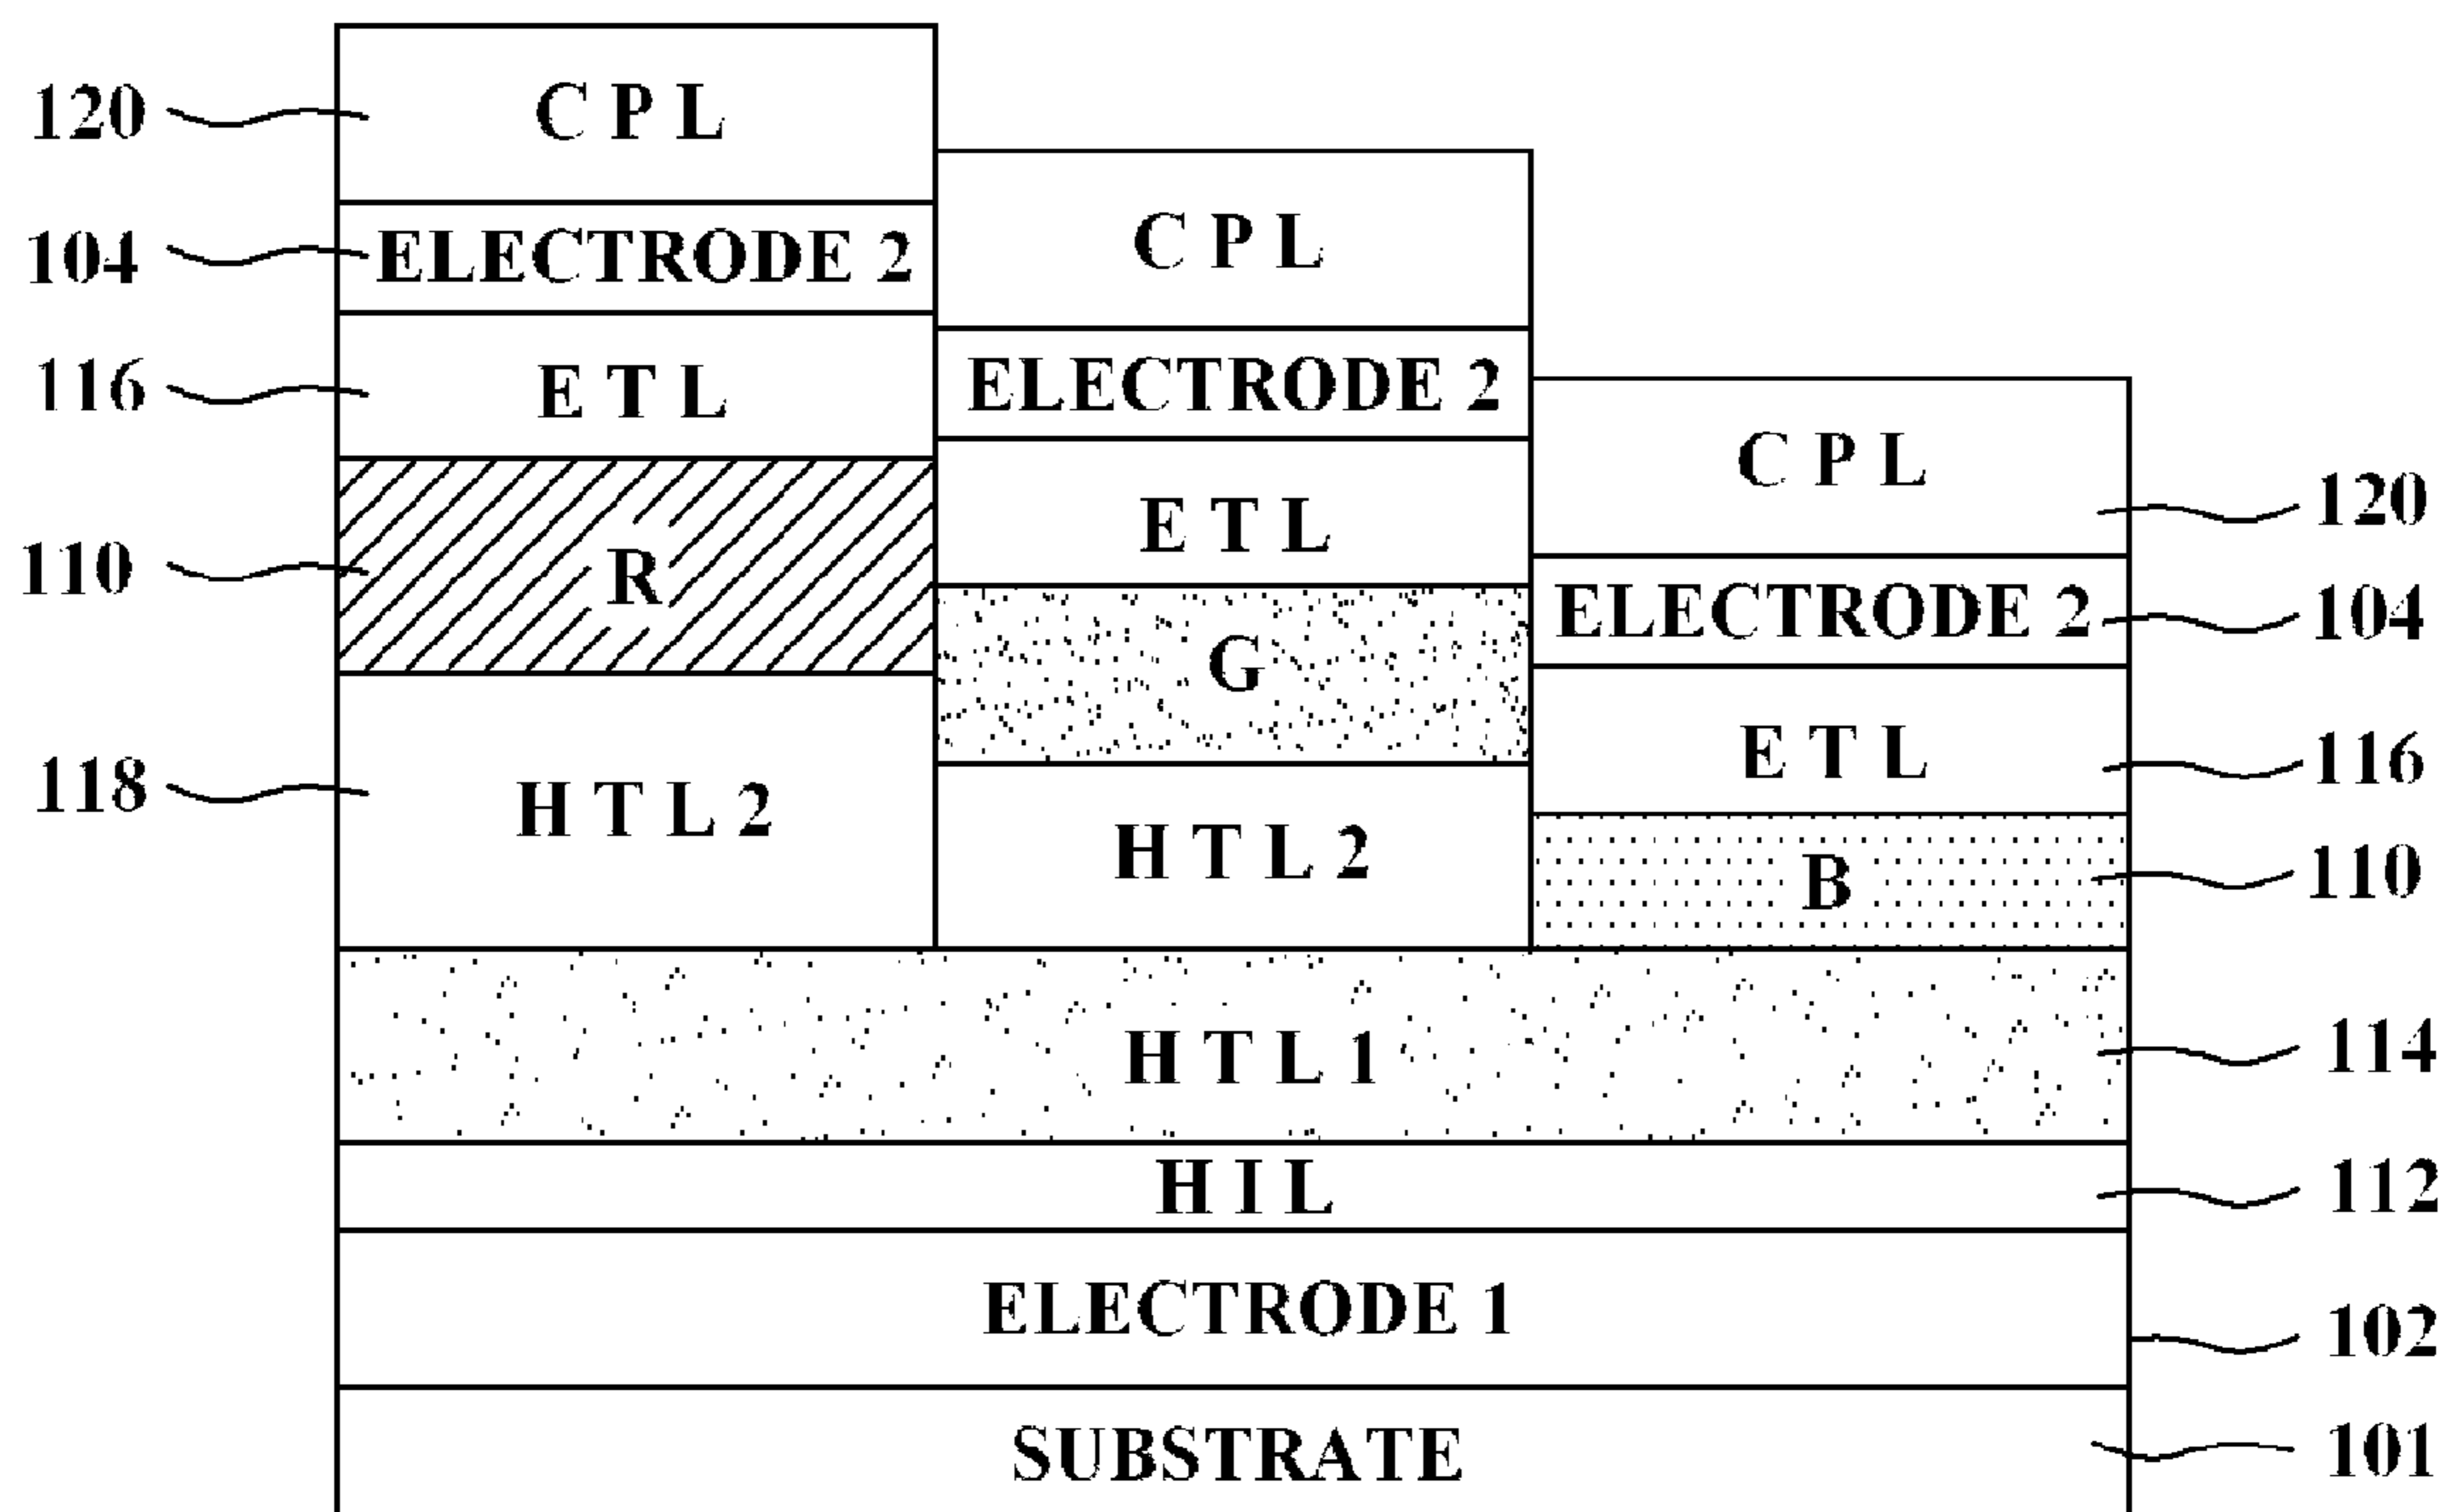 120 C P L
C P L
104 ELECTRODE 2
116 E T L
ELECTRODE 2
C P L 120
E T L
110 R
ELECTRODE 2 104
G
E T L 116
118 H T L 2
H T L 2
B 110
H T L 1 114
H I L 112
ELECTRODE 1 102
SUBSTRATE 101